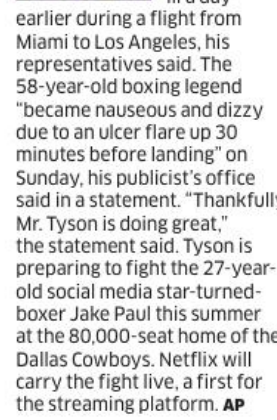 earlier during a flight from
Miami to Los Angeles, his
representatives said. The
58-year-old boxing legend
“became nauseous and dizzy
due to an ulcer flare up 30
minutes before landing” on
Sunday, his publicist’s office
said in a statement. “Thankfully
Mr. Tyson is doing great,”
the statement said. Tyson is
preparing to fight the 27-year-
old social media star-turned-
boxer Jake Paul this summer
at the 80,000-seat home of the
Dallas Cowboys. Netflix will
carry the fight live, a first for
the streaming platform. AP